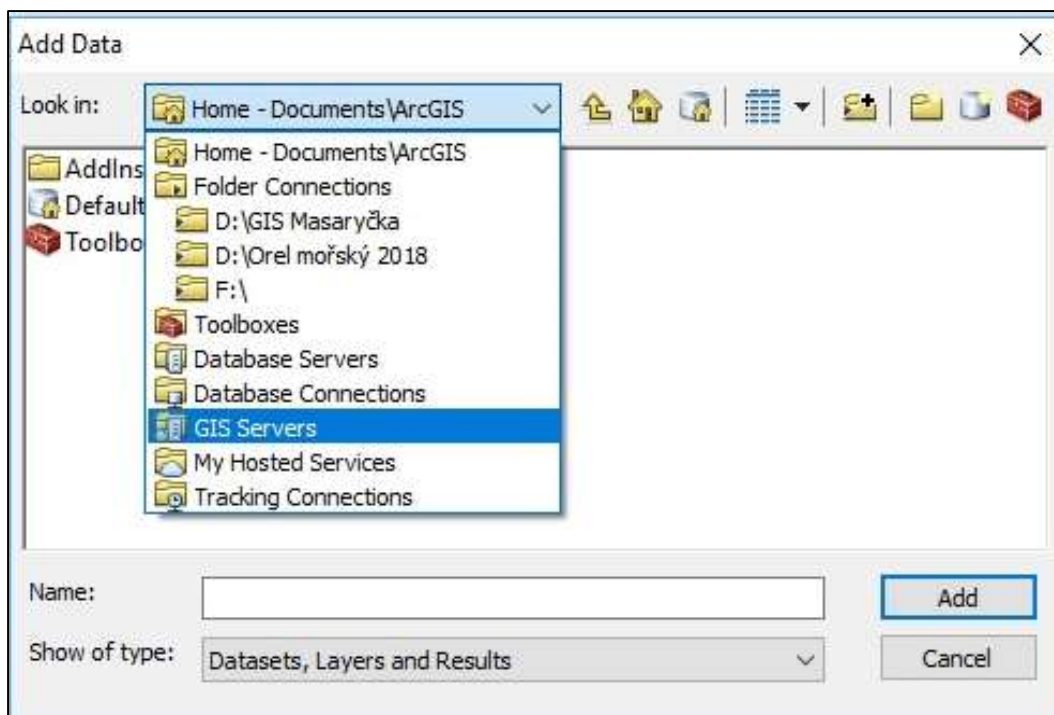 Add Data
Look in:
Home - Documents\ArcGIS
Home - Documents\ArcGIS
Folder Connections
D:\GIS Masaryčka
D:\Orel mořský 2018
F:\
Toolboxes
Database Servers
Database Connections
GIS Servers
My Hosted Services
Tracking Connections
AddIns
Default
Toolbo
Name:
Add
Show of type:
Datasets, Layers and Results
Cancel